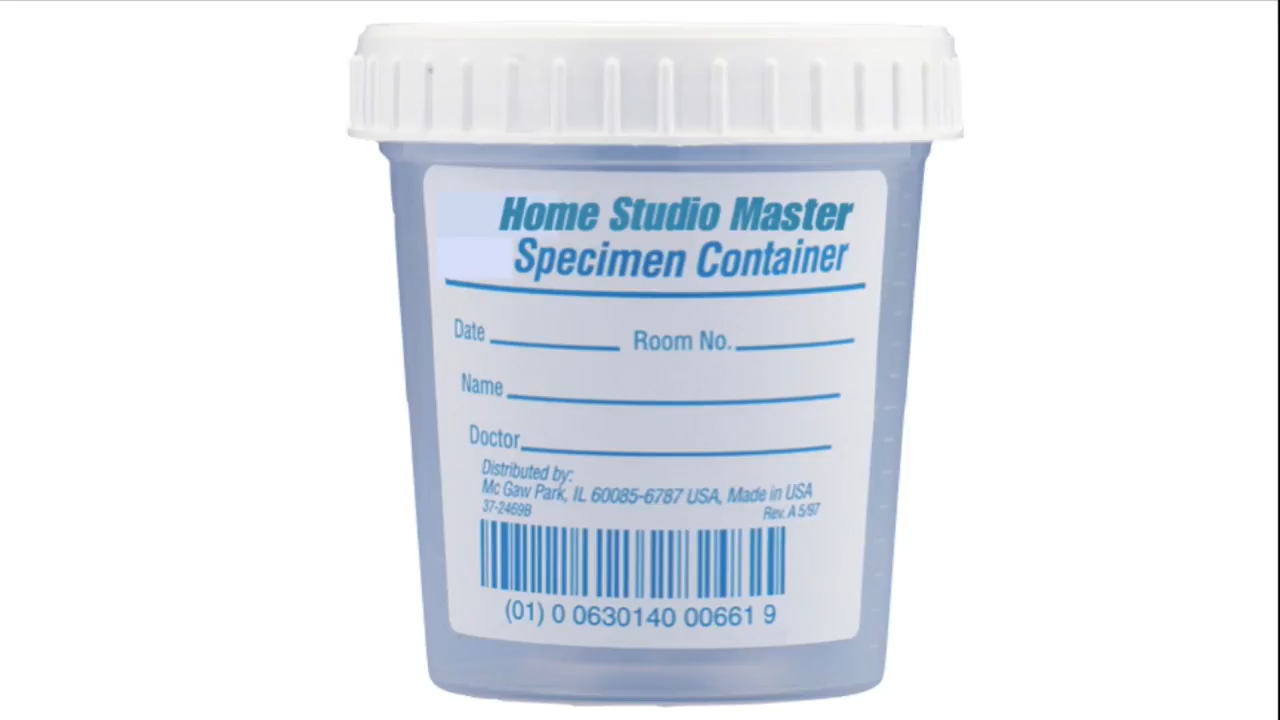 Home Studio Master
Specimen Container
Date Room No.
Name
Doctor
Distributed by:
Mc Gaw Park, IL 60085-6787 USA, Made in USA
37-2469B Rev. A 5/97
(01) 0 0630140 00661 9